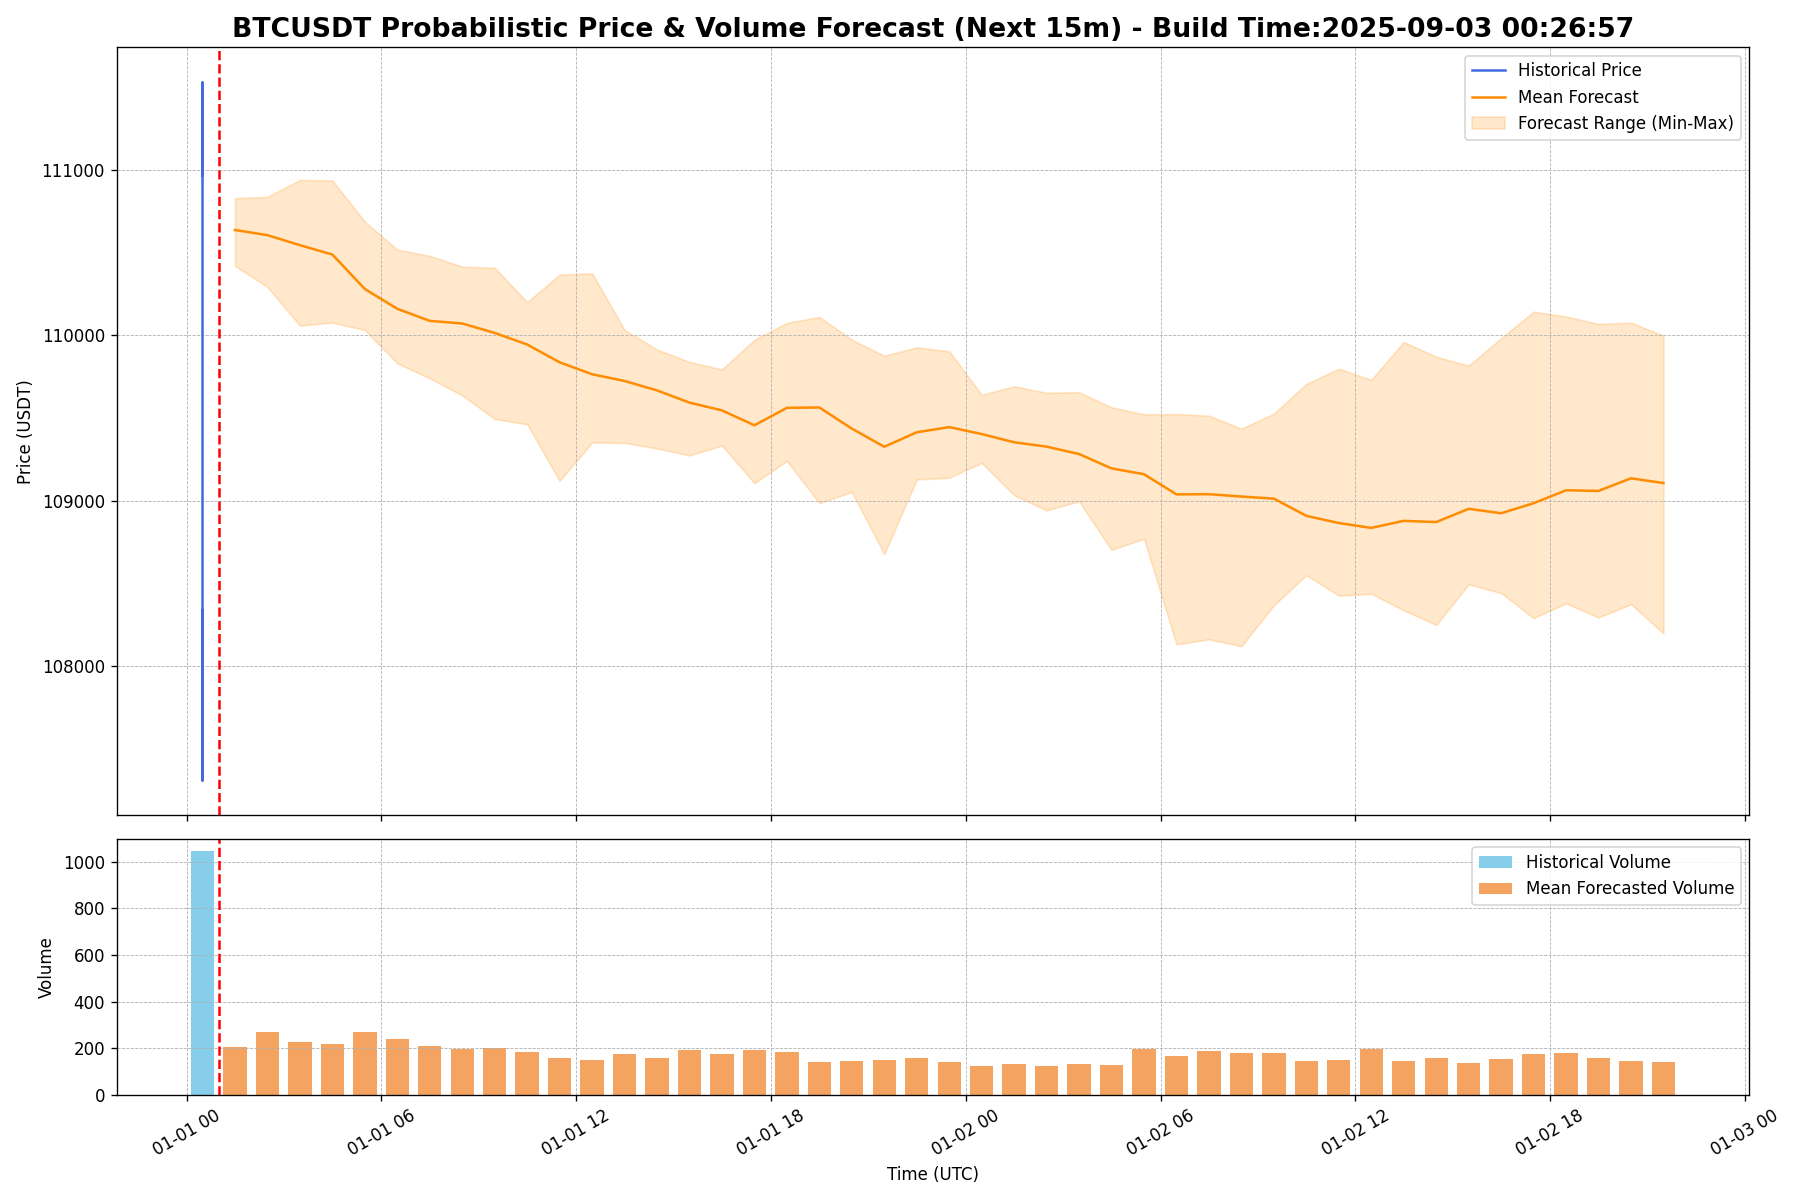 BTCUSDT Probabilistic Price & Volume Forecast (Next 15m) - Build Time:2025-09-03 00:26:57
Historical Price
Mean Forecast
Forecast Range (Min-Max)
Price (USDT)
111000
110000
109000
108000
Historical Volume
Mean Forecasted Volume
Volume
1000
800
600
400
200
0
01-01 00
01-01 06
01-01 12
01-01 18
01-02 00
01-02 06
01-02 12
01-02 18
01-03 00
Time (UTC)